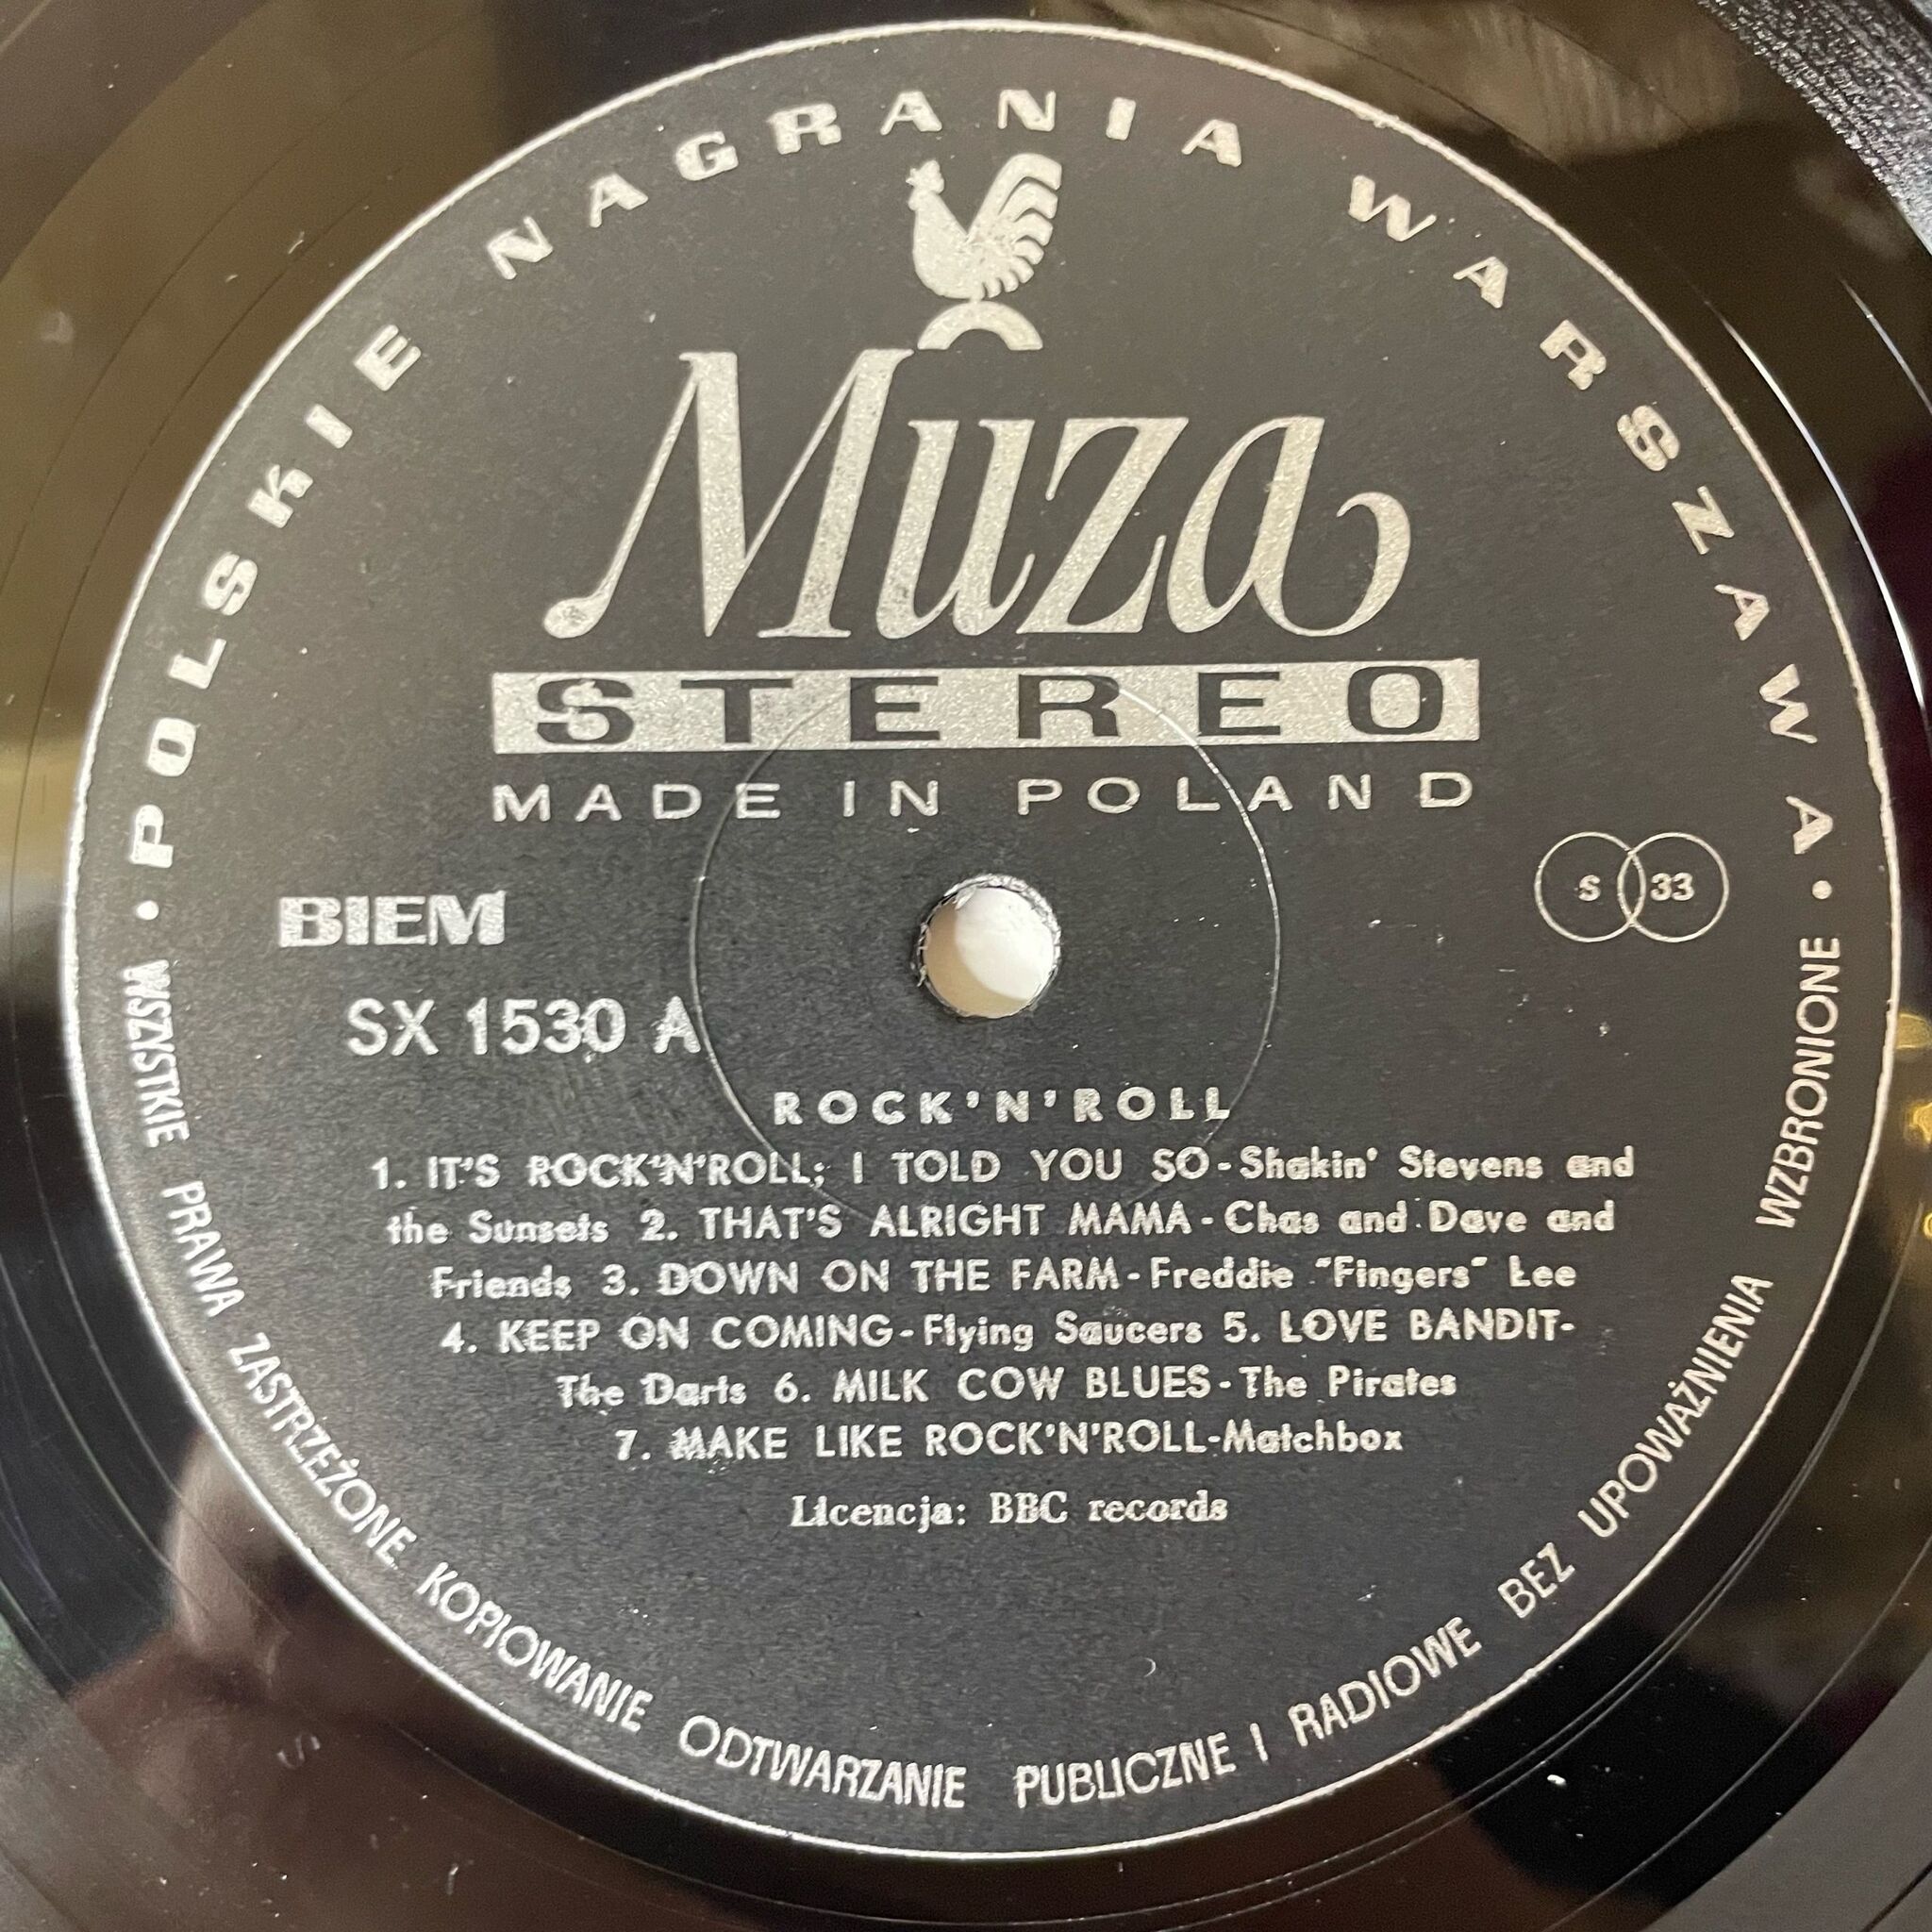 • POLSKIE NAGRANIA WARSZAWA •
Muza
STEREO
MADE IN POLAND
BIEM
S 33
SX 1530 A
ROCK'N'ROLL
1. IT'S ROCK'N'ROLL; I TOLD YOU SO-Shakin' Stevens and
the Sunsets 2. THAT'S ALRIGHT MAMA-Chas and Dave and
Friends 3. DOWN ON THE FARM-Freddie "Fingers" Lee
4. KEEP ON COMING-Flying Saucers 5. LOVE BANDIT-
The Darts 6. MILK COW BLUES-The Pirates
7. MAKE LIKE ROCK'N'ROLL-Matchbox
Licencja: BBC records
WSZYSTKIE PRAWA ZASTRZEŻONE KOPIOWANIE ODTWARZANIE PUBLICZNE I RADIOWE BEZ UPOWAŻNIENIA WZBRONIONE